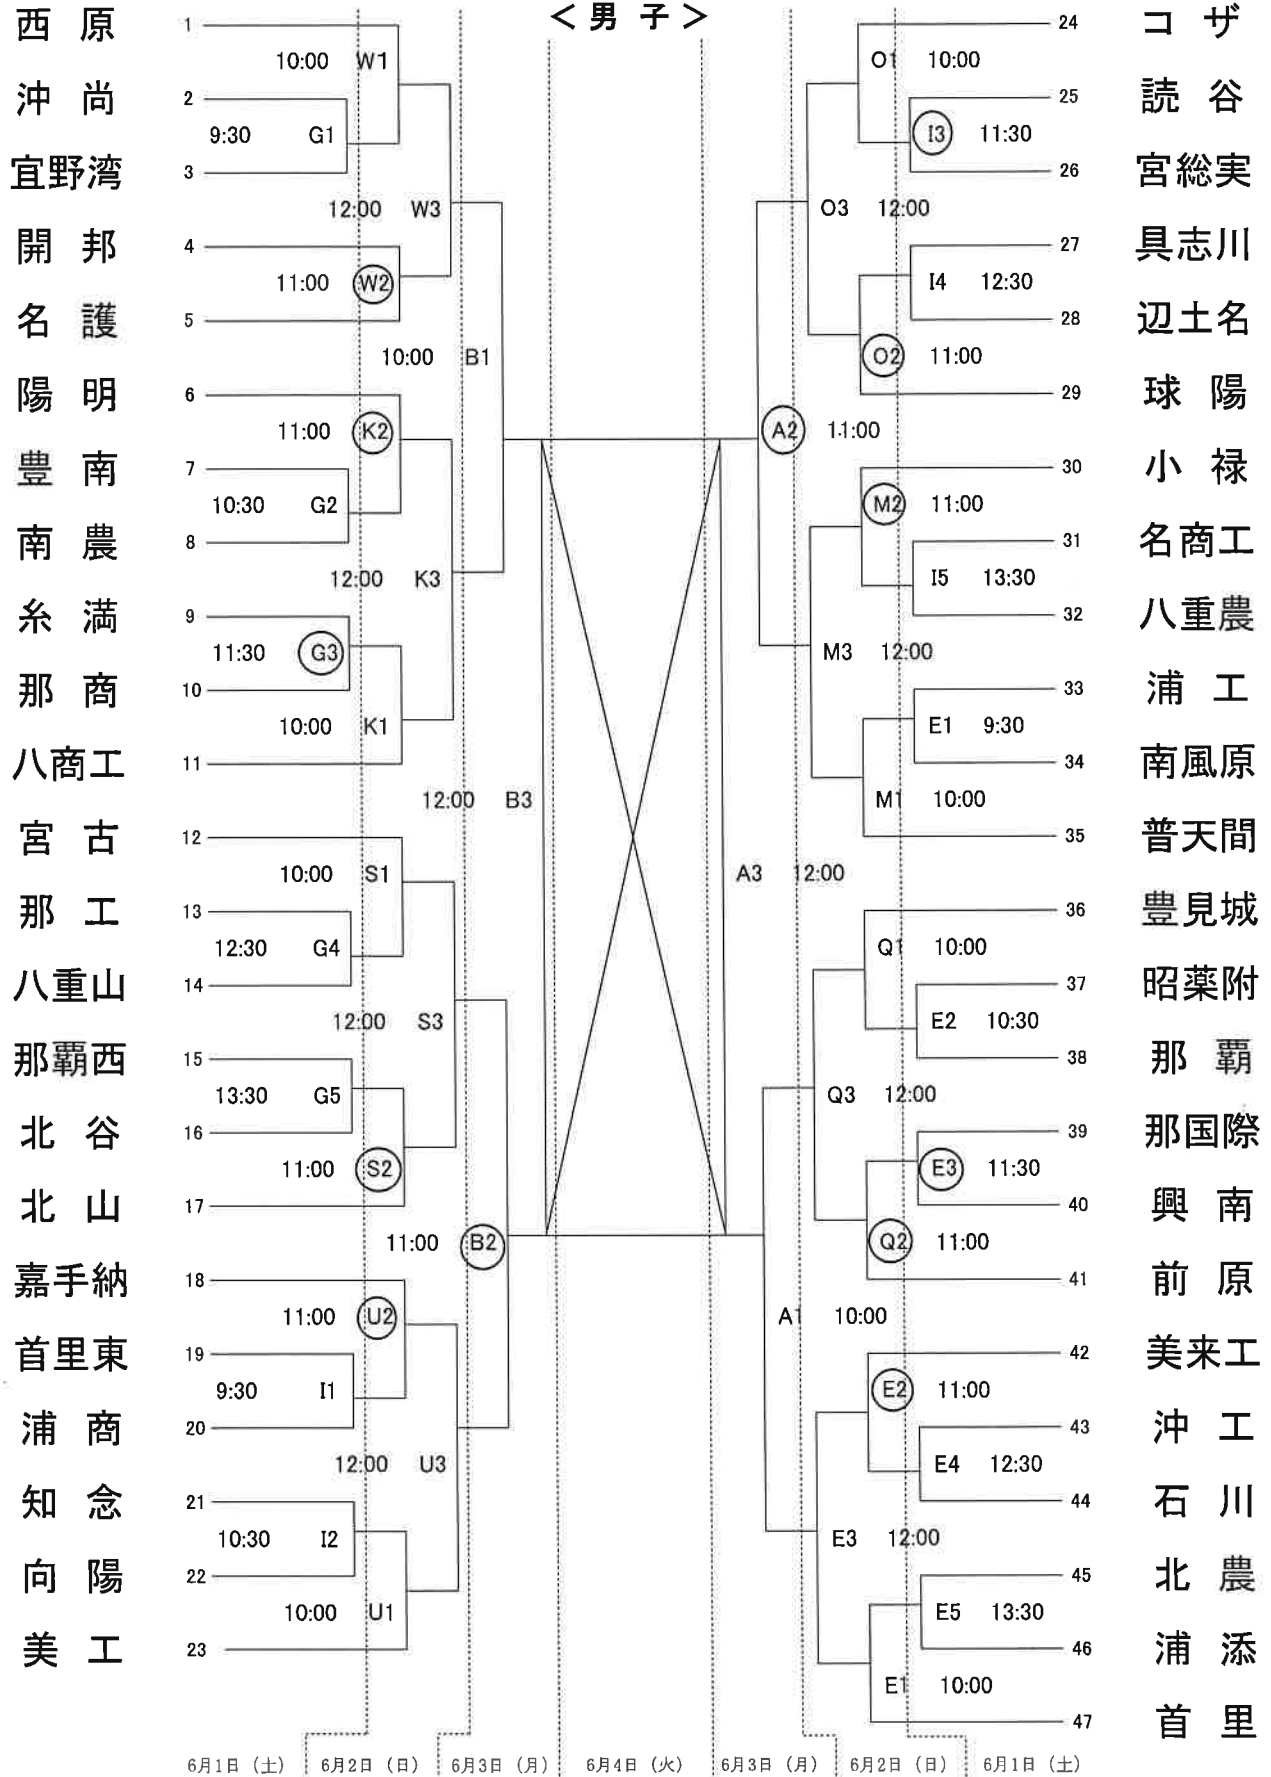 ＜男子＞
西原 1
10:00 W1
沖尚 2
9:30 G1
宜野湾 3
12:00 W3
開邦 4
11:00 W2
名護 5
10:00 B1
陽明 6
11:00 K2
豊南 7
10:30 G2
南農 8
12:00 K3
糸満 9
11:30 G3
那商 10
10:00 K1
八商工 11
12:00 B3
宮古 12
10:00 S1
那工 13
12:30 G4
八重山 14
12:00 S3
那覇西 15
13:30 G5
北谷 16
11:00 S2
北山 17
11:00 B2
嘉手納 18
11:00 U2
首里東 19
9:30 I1
浦商 20
12:00 U3
知念 21
10:30 I2
向陽 22
10:00 U1
美工 23
24 コザ
O1 10:00
25 読谷
I3 11:30
26 宮総実
O3 12:00
27 具志川
I4 12:30
28 辺土名
O2 11:00
29 球陽
A2 11:00
30 小禄
M2 11:00
31 名商工
I5 13:30
32 八重農
M3 12:00
33 浦工
E1 9:30
34 南風原
M1 10:00
35 普天間
A3 12:00
36 豊見城
Q1 10:00
37 昭薬附
E2 10:30
38 那覇
Q3 12:00
39 那国際
E3 11:30
40 興南
Q2 11:00
41 前原
A1 10:00
42 美来工
E2 11:00
43 沖工
E4 12:30
44 石川
E3 12:00
45 北農
E5 13:30
46 浦添
E1 10:00
47 首里
6月1日（土） 6月2日（日） 6月3日（月） 6月4日（火） 6月3日（月） 6月2日（日） 6月1日（土）